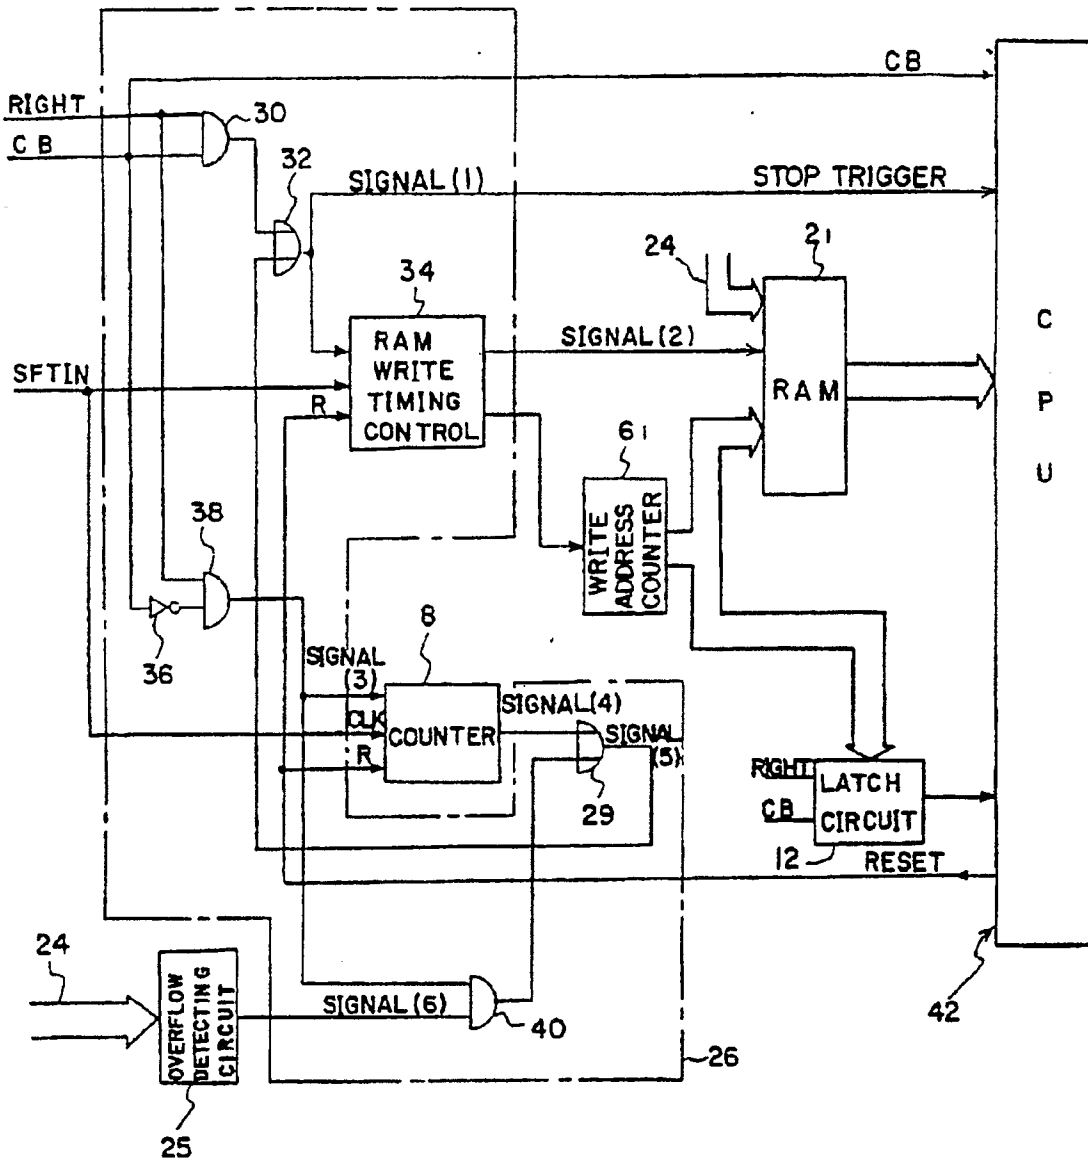 CB
RIGHT
CB
30
32
SIGNAL(1)
STOP TRIGGER
24
21
34
RAM
WRITE
TIMING
CONTROL
SIGNAL(2)
RAM
C
P
U
SFTIN
R
61
WRITE
ADDRESS
COUNTER
38
36
8
SIGNAL
(3)
CLK
R
COUNTER
SIGNAL(4)
SIGNAL
(5)
29
RIGHT
CB
LATCH
CIRCUIT
12
RESET
24
OVERFLOW
DETECTING
CIRCUIT
25
SIGNAL(6)
40
26
42